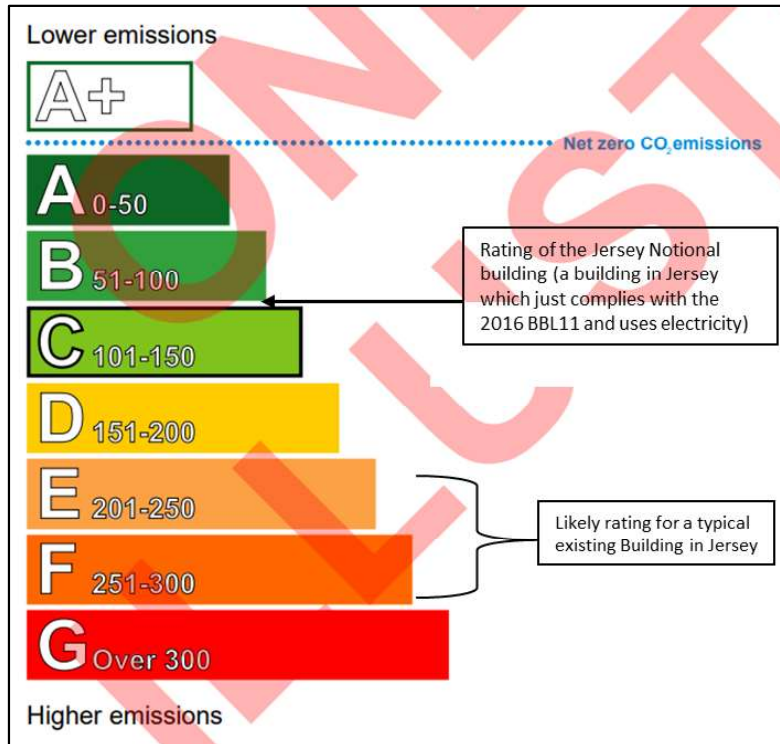 Lower emissions
A+
Net zero CO₂ emissions
A 0-50
B 51-100
Rating of the Jersey Notional
building (a building in Jersey
which just complies with the
2016 BBL11 and uses electricity)
C 101-150
D 151-200
E 201-250
Likely rating for a typical
existing Building in Jersey
F 251-300
G Over 300
Higher emissions